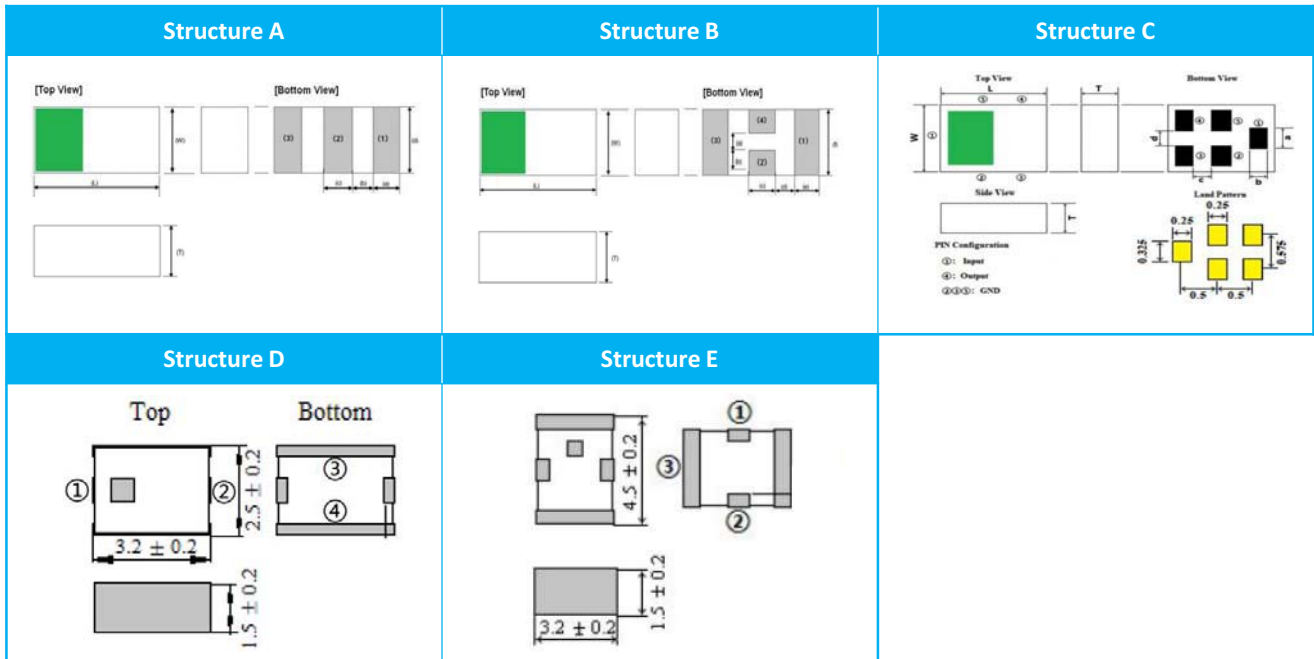 Structure A
Structure B
Structure C
[Top View]
[Bottom View]
(3)
(2)
(1)
(W)
(d)
(L)
(c)
(b)
(a)
(T)
[Top View]
[Bottom View]
(3)
(4)
(2)
(1)
(W)
(L)
(c)
(d)
(T)
Top View
L
⑤ ④
T
W
①
② ③
Side View
T
Bottom View
④ ⑤ ①
③ ②
d
a
c
b
Land Pattern
0.25
0.25
0.325
0.575
0.5
0.5
PIN Configuration
①: Input
④: Output
②③⑤: GND
Structure D
Structure E
Top
Bottom
①
②
③
④
2.5 ± 0.2
3.2 ± 0.2
1.5 ± 0.2
①
②
③
4.5 ± 0.2
1.5 ± 0.2
3.2 ± 0.2